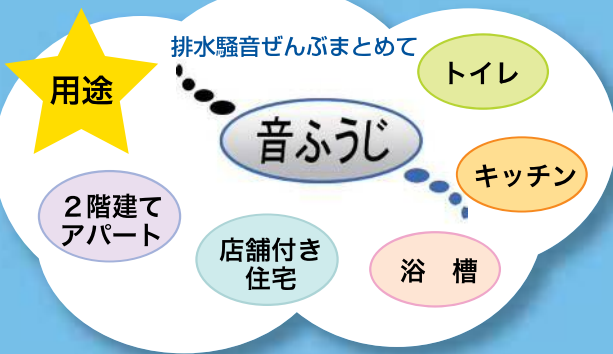 排水騒音ぜんぶまとめて
用途
トイレ
音ふうじ
キッチン
２階建て
アパート
店舗付き
住宅
浴　槽